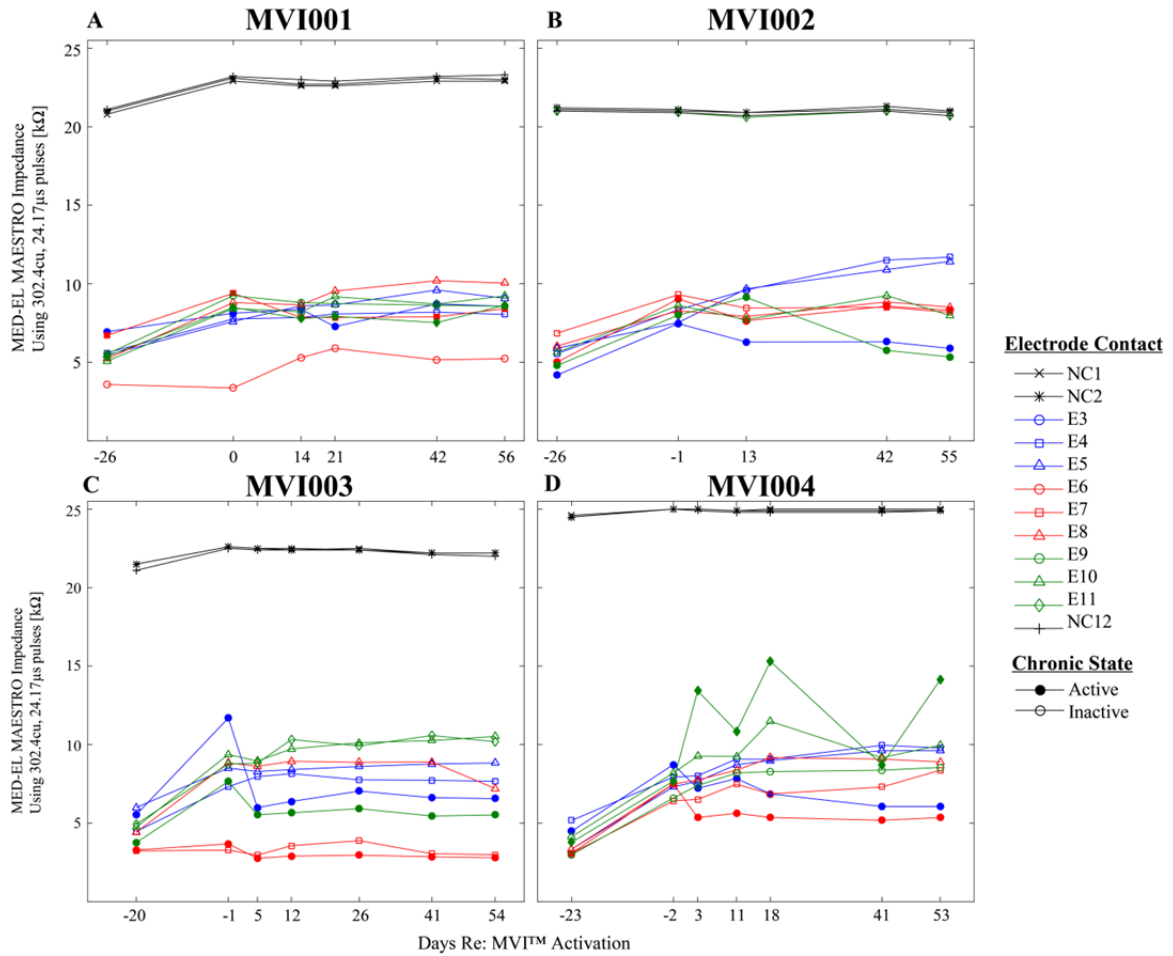 A MVI001
B MVI002
MED-EL MAESTRO Impedance
Using 302.4cu, 24.17µs pulses [kΩ]
25
20
15
10
5
-26 0 14 21 42 56
-26 -1 13 42 55
C MVI003
D MVI004
MED-EL MAESTRO Impedance
Using 302.4cu, 24.17µs pulses [kΩ]
25
20
15
10
5
-20 -1 5 12 26 41 54
-23 -2 3 11 18 41 53
Days Re: MVI™ Activation
Electrode Contact
NC1
NC2
E3
E4
E5
E6
E7
E8
E9
E10
E11
NC12
Chronic State
Active
Inactive